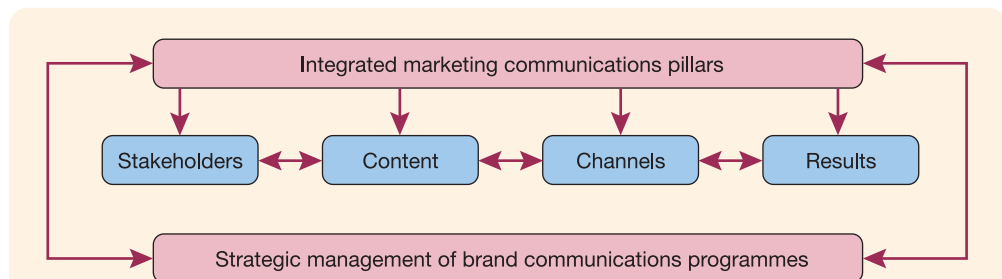 Integrated marketing communications pillars
Stakeholders
Content
Channels
Results
Strategic management of brand communications programmes